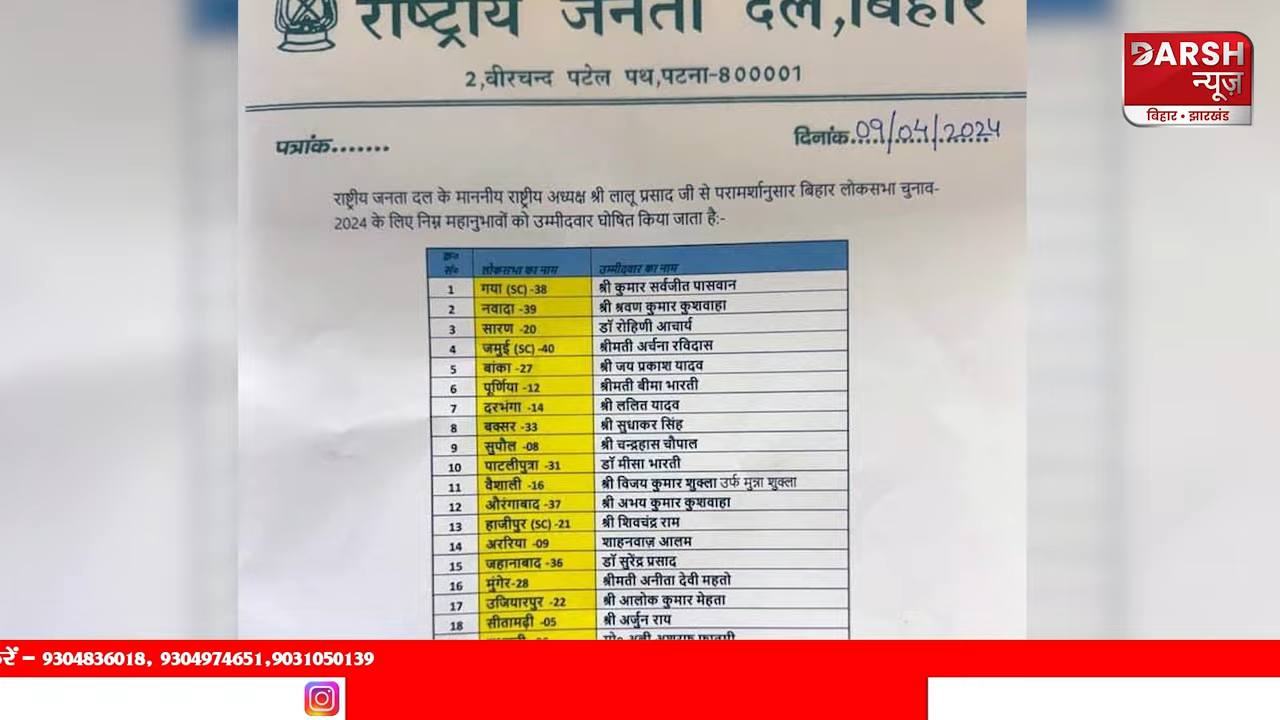 राष्ट्रीय जनता दल,बिहार
2,वीरचन्द पटेल पथ,पटना-800001
DARSH
न्यूज़
बिहार • झारखंड
पत्रांक....... दिनांक....09/04/2024
राष्ट्रीय जनता दल के माननीय राष्ट्रीय अध्यक्ष श्री लालू प्रसाद जी से परामर्शानुसार बिहार लोकसभा चुनाव-
2024 के लिए निम्न महानुभावों को उम्मीदवार घोषित किया जाता है:-
क्र०
सं० लोकसभा का नाम उम्मीदवार का नाम
1 गया (SC) -38 श्री कुमार सर्वजीत पासवान
2 नवादा -39 श्री श्रवण कुमार कुशवाहा
3 सारण -20 डॉ रोहिणी आचार्य
4 जमुई (SC) -40 श्रीमती अर्चना रविदास
5 बांका -27 श्री जय प्रकाश यादव
6 पूर्णिया -12 श्रीमती बीमा भारती
7 दरभंगा -14 श्री ललित यादव
8 बक्सर -33 श्री सुधाकर सिंह
9 सुपौल -08 श्री चन्द्रहास चौपाल
10 पाटलीपुत्रा -31 डॉ मीसा भारती
11 वैशाली -16 श्री विजय कुमार शुक्ला उर्फ मुन्ना शुक्ला
12 औरंगाबाद -37 श्री अभय कुमार कुशवाहा
13 हाजीपुर (SC) -21 श्री शिवचंद्र राम
14 अररिया -09 शाहनवाज़ आलम
15 जहानाबाद -36 डॉ सुरेंद्र प्रसाद
16 मुंगेर-28 श्रीमती अनीता देवी महतो
17 उजियारपुर -22 श्री आलोक कुमार मेहता
18 सीतामढ़ी -05 श्री अर्जुन राय
रें – 9304836018, 9304974651,9031050139